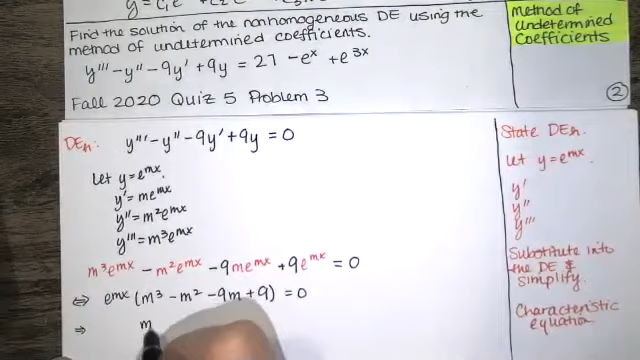 Find the solution of the nonhomogeneous DE using the
method of undetermined coefficients.
y''' - y'' - 9y' + 9y = 27 - e^x + e^3x
Fall 2020 Quiz 5 Problem 3
method of
undetermined
Coefficients
2
DEH: y''' - y'' - 9y' + 9y = 0
Let y = e^mx.
y' = me^mx
y'' = m²e^mx
y''' = m³e^mx
m³e^mx - m²e^mx - 9me^mx + 9e^mx = 0
⇔ e^mx (m³ - m² - 9m + 9) = 0
⇒ m
State DEH.
Let y = e^mx.
y'
y''
y'''
Substitute into
the DE &
simplify.
Characteristic
equation